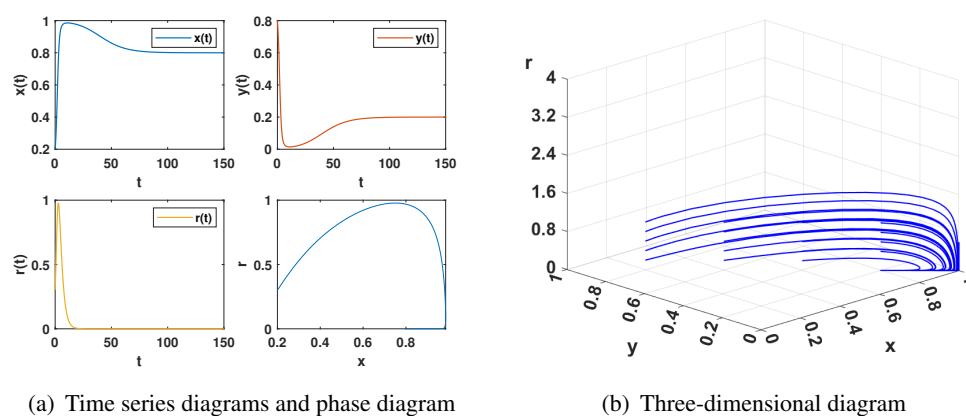 1
0.8
0.6
0.4
0.2
x(t)
x(t)
0 50 100 150
t
0.8
0.6
0.4
0.2
0
y(t)
y(t)
0 50 100 150
t
1
0.5
0
r(t)
r(t)
0 50 100 150
t
1
0.5
0
r
0.2 0.4 0.6 0.8
x
r
4
3.2
2.4
1.6
0.8
0
1 0.8 0.6 0.4 0.2 0
y
0 0.2 0.4 0.6 0.8
x
(a) Time series diagrams and phase diagram
(b) Three-dimensional diagram